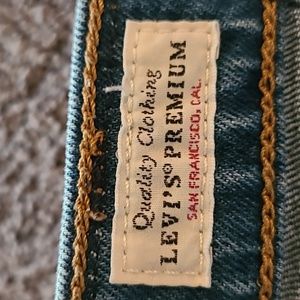 Quality Clothing
LEVI'S® PREMIUM
SAN FRANCISCO, CAL.